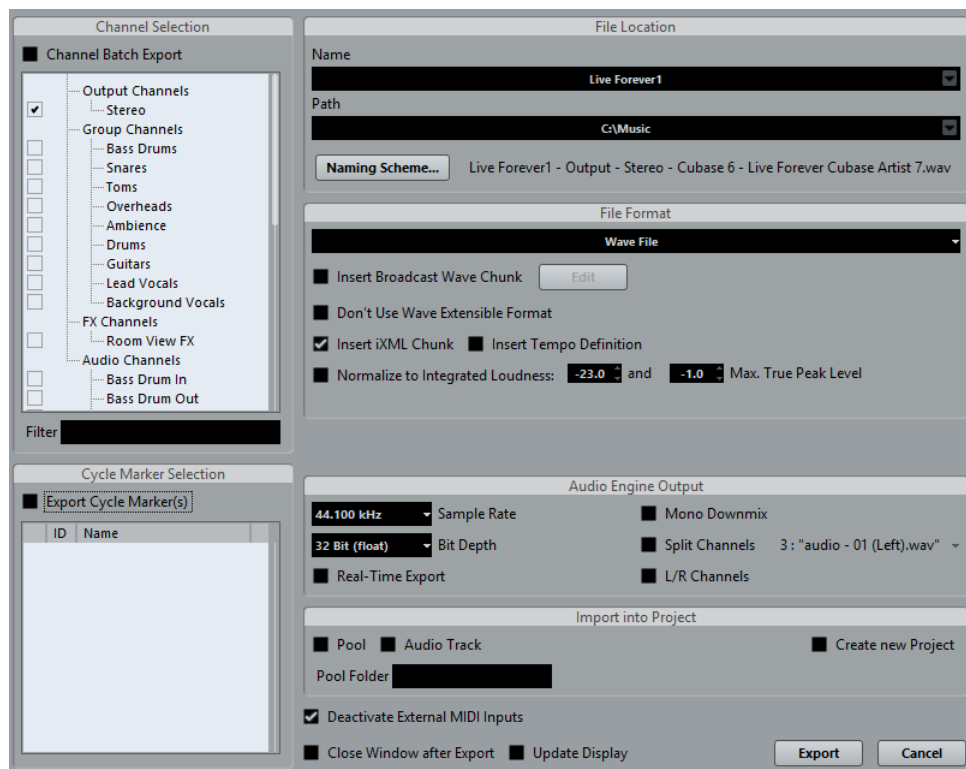 Channel Selection
Channel Batch Export
Output Channels
Stereo
Group Channels
Bass Drums
Snares
Toms
Overheads
Ambience
Drums
Guitars
Lead Vocals
Background Vocals
FX Channels
Room View FX
Audio Channels
Bass Drum In
Bass Drum Out
Filter
Cycle Marker Selection
Export Cycle Marker(s)
ID Name
File Location
Name
Live Forever1
Path
C:\Music
Naming Scheme... Live Forever1 - Output - Stereo - Cubase 6 - Live Forever Cubase Artist 7.wav
File Format
Wave File
Insert Broadcast Wave Chunk Edit
Don't Use Wave Extensible Format
Insert iXML Chunk Insert Tempo Definition
Normalize to Integrated Loudness: -23.0 and -1.0 Max. True Peak Level
Audio Engine Output
44.100 kHz Sample Rate Mono Downmix
32 Bit (float) Bit Depth Split Channels 3 : "audio - 01 (Left).wav"
Real-Time Export L/R Channels
Import into Project
Pool Audio Track Create new Project
Pool Folder
Deactivate External MIDI Inputs
Close Window after Export Update Display Export Cancel